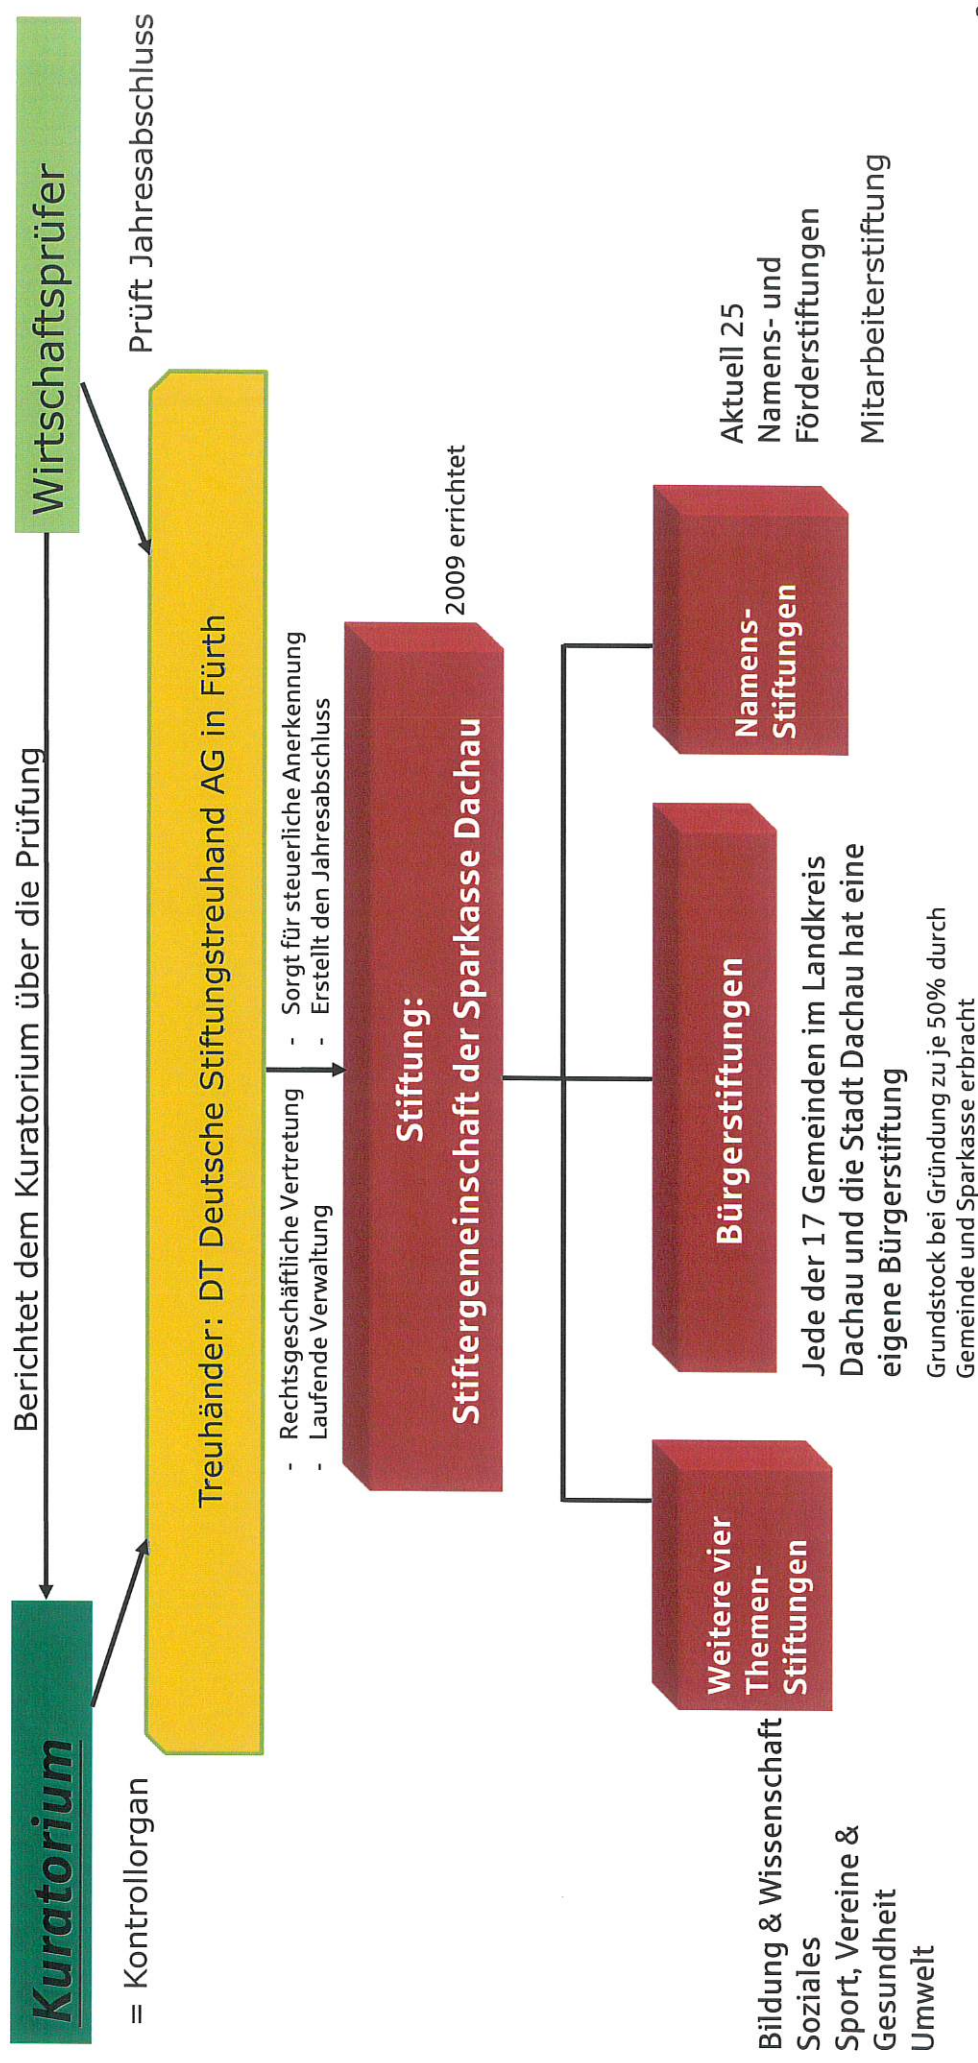 Kuratorium
Berichtet dem Kuratorium über die Prüfung
Wirtschaftsprüfer
= Kontrollorgan
Prüft Jahresabschluss
Treuhänder: DT Deutsche Stiftungstreuhand AG in Fürth
- Rechtsgeschäftliche Vertretung
- Laufende Verwaltung
- Sorgt für steuerliche Anerkennung
- Erstellt den Jahresabschluss
Stiftung:
Stiftergemeinschaft der Sparkasse Dachau
2009 errichtet
Weitere vier
Themen-
Stiftungen
Bildung & Wissenschaft
Soziales
Sport, Vereine &
Gesundheit
Umwelt
Bürgerstiftungen
Jede der 17 Gemeinden im Landkreis
Dachau und die Stadt Dachau hat eine
eigene Bürgerstiftung
Grundstock bei Gründung zu je 50% durch
Gemeinde und Sparkasse erbracht
Namens-
Stiftungen
Aktuell 25
Namens- und
Förderstiftungen
Mitarbeiterstiftung